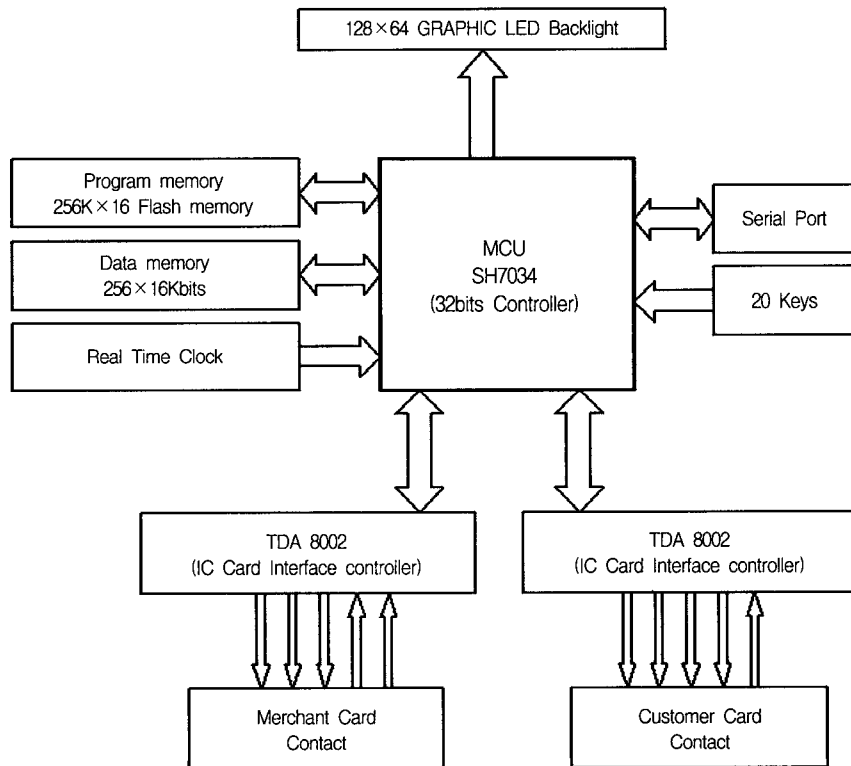 128×64 GRAPHIC LED Backlight
Program memory
256K×16 Flash memory
Data memory
256×16Kbits
Real Time Clock
MCU
SH7034
(32bits Controller)
Serial Port
20 Keys
TDA 8002
(IC Card Interface controller)
TDA 8002
(IC Card Interface controller)
Merchant Card
Contact
Customer Card
Contact